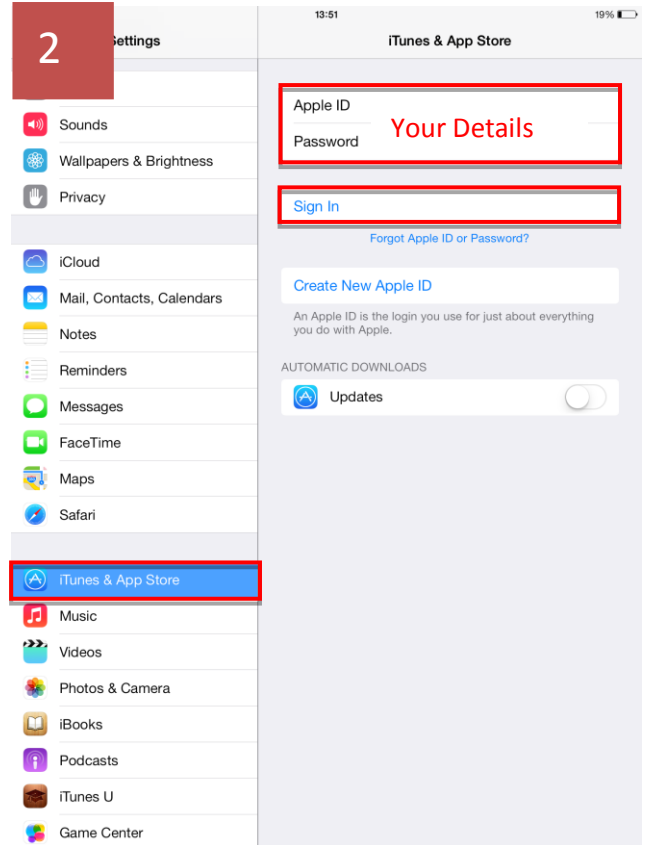 13:51
19%
2
Settings
iTunes & App Store
Sounds
Wallpapers & Brightness
Privacy
iCloud
Mail, Contacts, Calendars
Notes
Reminders
Messages
FaceTime
Maps
Safari
iTunes & App Store
Music
Videos
Photos & Camera
iBooks
Podcasts
iTunes U
Game Center
Apple ID
Password
Your Details
Sign In
Forgot Apple ID or Password?
Create New Apple ID
An Apple ID is the login you use for just about everything
you do with Apple.
AUTOMATIC DOWNLOADS
Updates